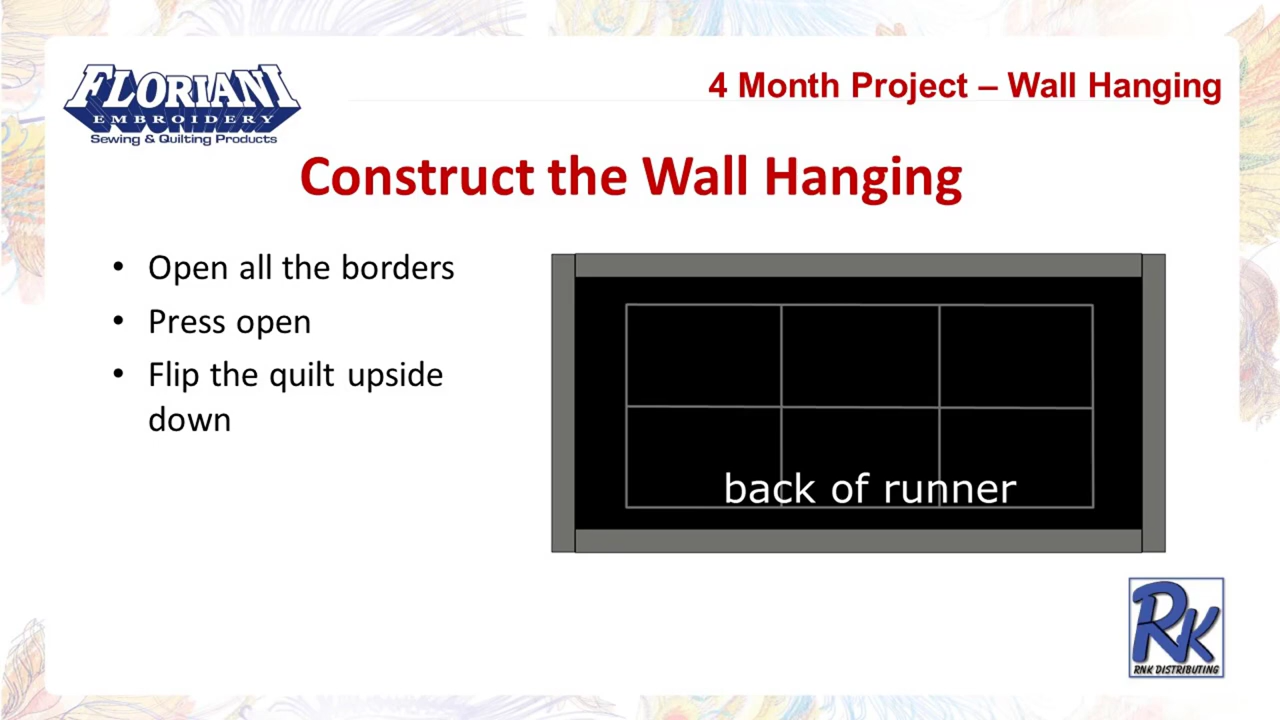 FLORIANI
EMBROIDERY
Sewing & Quilting Products
4 Month Project – Wall Hanging
Construct the Wall Hanging
• Open all the borders
• Press open
• Flip the quilt upside
down
back of runner
RK
RNK DISTRIBUTING